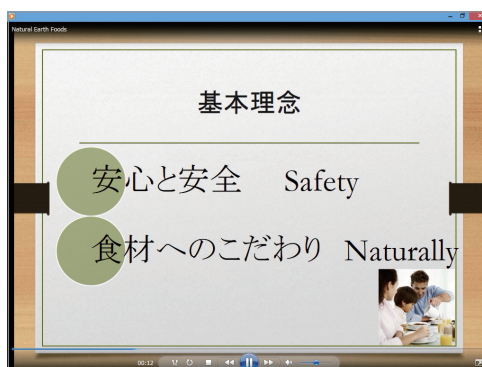 Natural Earth Foods
基本理念
安心と安全 Safety
食材へのこだわり Naturally
00:12